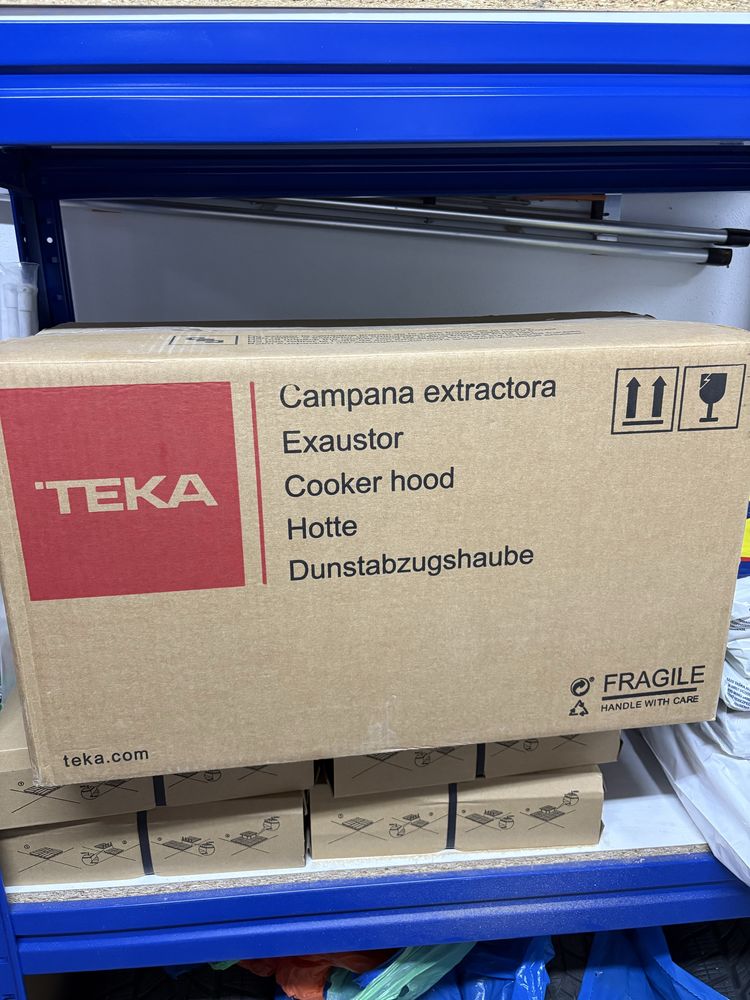 TEKA
Campana extractora
Exaustor
Cooker hood
Hotte
Dunstabzugshaube
FRAGILE
HANDLE WITH CARE
teka.com